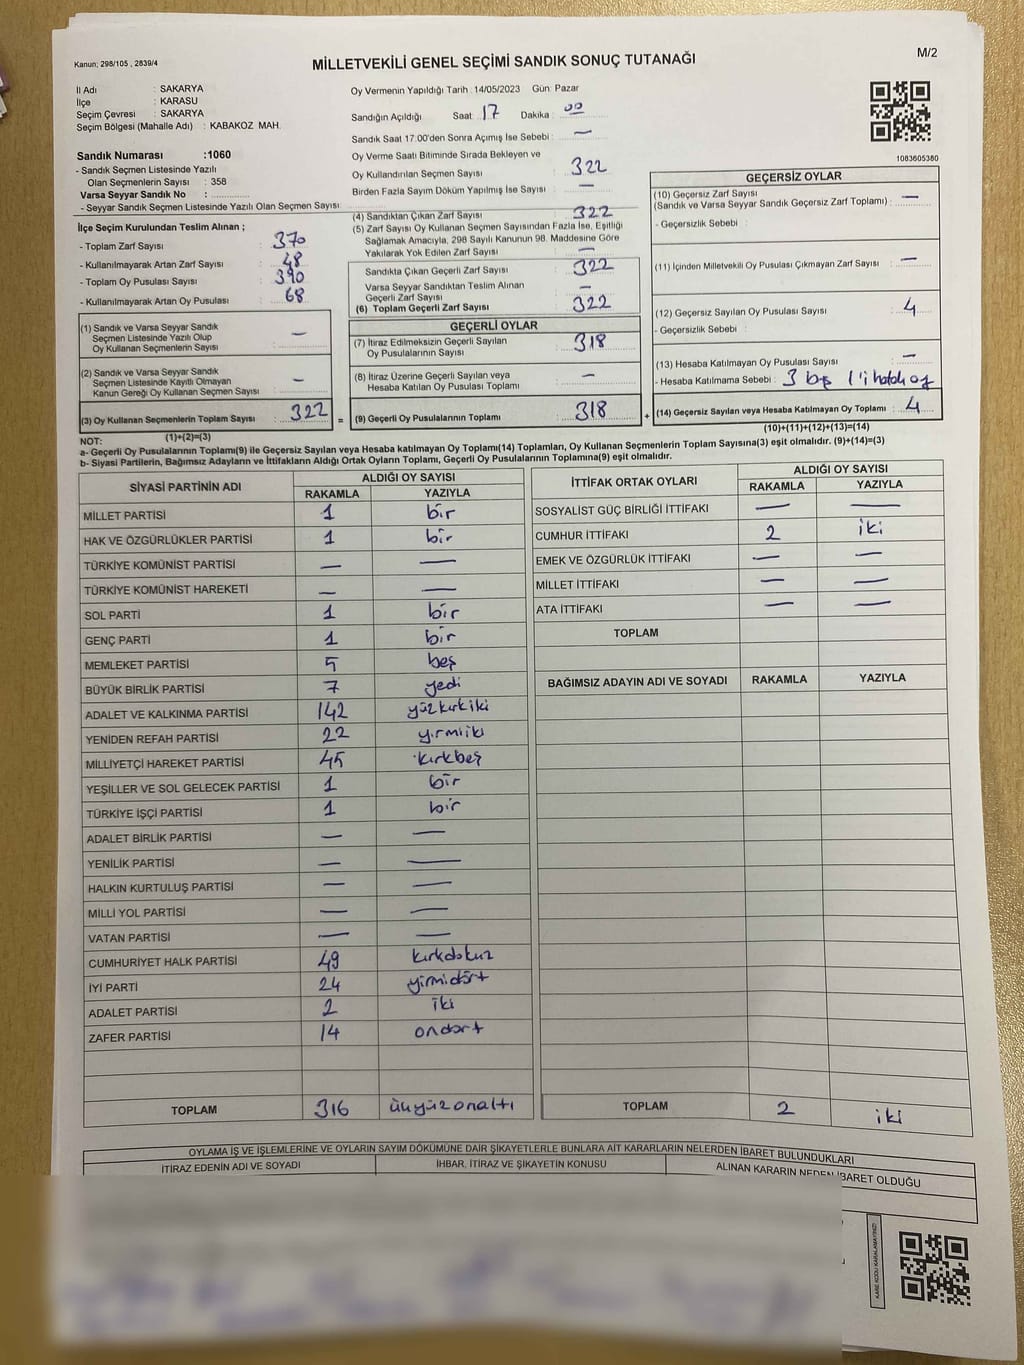 Kanun; 298/105 , 2839/4
MİLLETVEKİLİ GENEL SEÇİMİ SANDIK SONUÇ TUTANAĞI
M/2
İl Adı : SAKARYA
İlçe : KARASU
Seçim Çevresi : SAKARYA
Seçim Bölgesi (Mahalle Adı) : KABAKOZ MAH.
Sandık Numarası :1060
- Sandık Seçmen Listesinde Yazılı
Olan Seçmenlerin Sayısı : 358
Varsa Seyyar Sandık No :
- Seyyar Sandık Seçmen Listesinde Yazılı Olan Seçmen Sayısı:
İlçe Seçim Kurulundan Teslim Alınan ;
- Toplam Zarf Sayısı : 370
- Kullanılmayarak Artan Zarf Sayısı : 48
- Toplam Oy Pusulası Sayısı : 390
- Kullanılmayarak Artan Oy Pusulası : 68
(1) Sandık ve Varsa Seyyar Sandık
Seçmen Listesinde Yazılı Olup
Oy Kullanan Seçmenlerin Sayısı : —
(2) Sandık ve Varsa Seyyar Sandık
Seçmen Listesinde Kayıtlı Olmayan
Kanun Gereği Oy Kullanan Seçmen Sayısı : —
(3) Oy Kullanan Seçmenlerin Toplam Sayısı : 322 =
(1)+(2)=(3)
Oy Vermenin Yapıldığı Tarih : 14/05/2023 Gün : Pazar
Sandığın Açıldığı Saat : 17 Dakika : 00
Sandık Saat 17:00'den Sonra Açılmış İse Sebebi : —
Oy Verme Saati Bitiminde Sırada Bekleyen ve
Oy Kullandırılan Seçmen Sayısı : 322
Birden Fazla Sayım Döküm Yapılmış İse Sayısı : —
(4) Sandıktan Çıkan Zarf Sayısı : 322
(5) Zarf Sayısı Oy Kullanan Seçmen Sayısından Fazla İse, Eşitliği
Sağlamak Amacıyla, 298 Sayılı Kanunun 98. Maddesine Göre
Yakılarak Yok Edilen Zarf Sayısı : —
Sandıkta Çıkan Geçerli Zarf Sayısı : 322
Varsa Seyyar Sandıktan Teslim Alınan
Geçerli Zarf Sayısı : —
(6) Toplam Geçerli Zarf Sayısı : 322
GEÇERLİ OYLAR
(7) İtiraz Edilmeksizin Geçerli Sayılan
Oy Pusulalarının Sayısı : 318
(8) İtiraz Üzerine Geçerli Sayılan veya
Hesaba Katılan Oy Pusulası Toplamı : —
(9) Geçerli Oy Pusulalarının Toplamı : 318 +
1083605360
GEÇERSİZ OYLAR
(10) Geçersiz Zarf Sayısı
(Sandık ve Varsa Seyyar Sandık Geçersiz Zarf Toplamı) : —
- Geçersizlik Sebebi :
(11) İçinden Milletvekili Oy Pusulası Çıkmayan Zarf Sayısı : —
(12) Geçersiz Sayılan Oy Pusulası Sayısı : 4
- Geçersizlik Sebebi :
(13) Hesaba Katılmayan Oy Pusulası Sayısı : —
- Hesaba Katılmama Sebebi : 3 boş 1'i hatalı oy
(14) Geçersiz Sayılan veya Hesaba Katılmayan Oy Toplamı : 4
(10)+(11)+(12)+(13)=(14)
NOT:
a- Geçerli Oy Pusulalarının Toplamı(9) ile Geçersiz Sayılan veya Hesaba katılmayan Oy Toplamı(14) Toplamları, Oy Kullanan Seçmenlerin Toplam Sayısına(3) eşit olmalıdır. (9)+(14)=(3)
b- Siyasi Partilerin, Bağımsız Adayların ve İttifakların Aldığı Ortak Oyların Toplamı, Geçerli Oy Pusulalarının Toplamına(9) eşit olmalıdır.
SİYASİ PARTİNİN ADI ALDIĞI OY SAYISI
RAKAMLA YAZIYLA
MİLLET PARTİSİ 1 bir
HAK VE ÖZGÜRLÜKLER PARTİSİ 1 bir
TÜRKİYE KOMÜNİST PARTİSİ — —
TÜRKİYE KOMÜNİST HAREKETİ — —
SOL PARTİ 1 bir
GENÇ PARTİ 1 bir
MEMLEKET PARTİSİ 5 beş
BÜYÜK BİRLİK PARTİSİ 7 yedi
ADALET VE KALKINMA PARTİSİ 142 yüzkırkiki
YENİDEN REFAH PARTİSİ 22 yirmiiki
MİLLİYETÇİ HAREKET PARTİSİ 45 kırkbeş
YEŞİLLER VE SOL GELECEK PARTİSİ 1 bir
TÜRKİYE İŞÇİ PARTİSİ 1 bir
ADALET BİRLİK PARTİSİ — —
YENİLİK PARTİSİ — —
HALKIN KURTULUŞ PARTİSİ — —
MİLLİ YOL PARTİSİ — —
VATAN PARTİSİ — —
CUMHURİYET HALK PARTİSİ 49 kırkdokuz
İYİ PARTİ 24 yirmidört
ADALET PARTİSİ 2 iki
ZAFER PARTİSİ 14 ondört
TOPLAM 316 üçyüzonaltı
İTTİFAK ORTAK OYLARI ALDIĞI OY SAYISI
RAKAMLA YAZIYLA
SOSYALİST GÜÇ BİRLİĞİ İTTİFAKI — —
CUMHUR İTTİFAKI 2 iki
EMEK VE ÖZGÜRLÜK İTTİFAKI — —
MİLLET İTTİFAKI — —
ATA İTTİFAKI — —
TOPLAM
BAĞIMSIZ ADAYIN ADI VE SOYADI RAKAMLA YAZIYLA
TOPLAM 2 iki
OYLAMA İŞ VE İŞLEMLERİNE VE OYLARIN SAYIM DÖKÜMÜNE DAİR ŞİKAYETLERLE BUNLARA AİT KARARLARIN NELERDEN İBARET BULUNDUKLARI
İTİRAZ EDENİN ADI VE SOYADI İHBAR, İTİRAZ VE ŞİKAYETİN KONUSU ALINAN KARARIN NEDEN İBARET OLDUĞU
KARE KODU KARALAMAYINIZ!